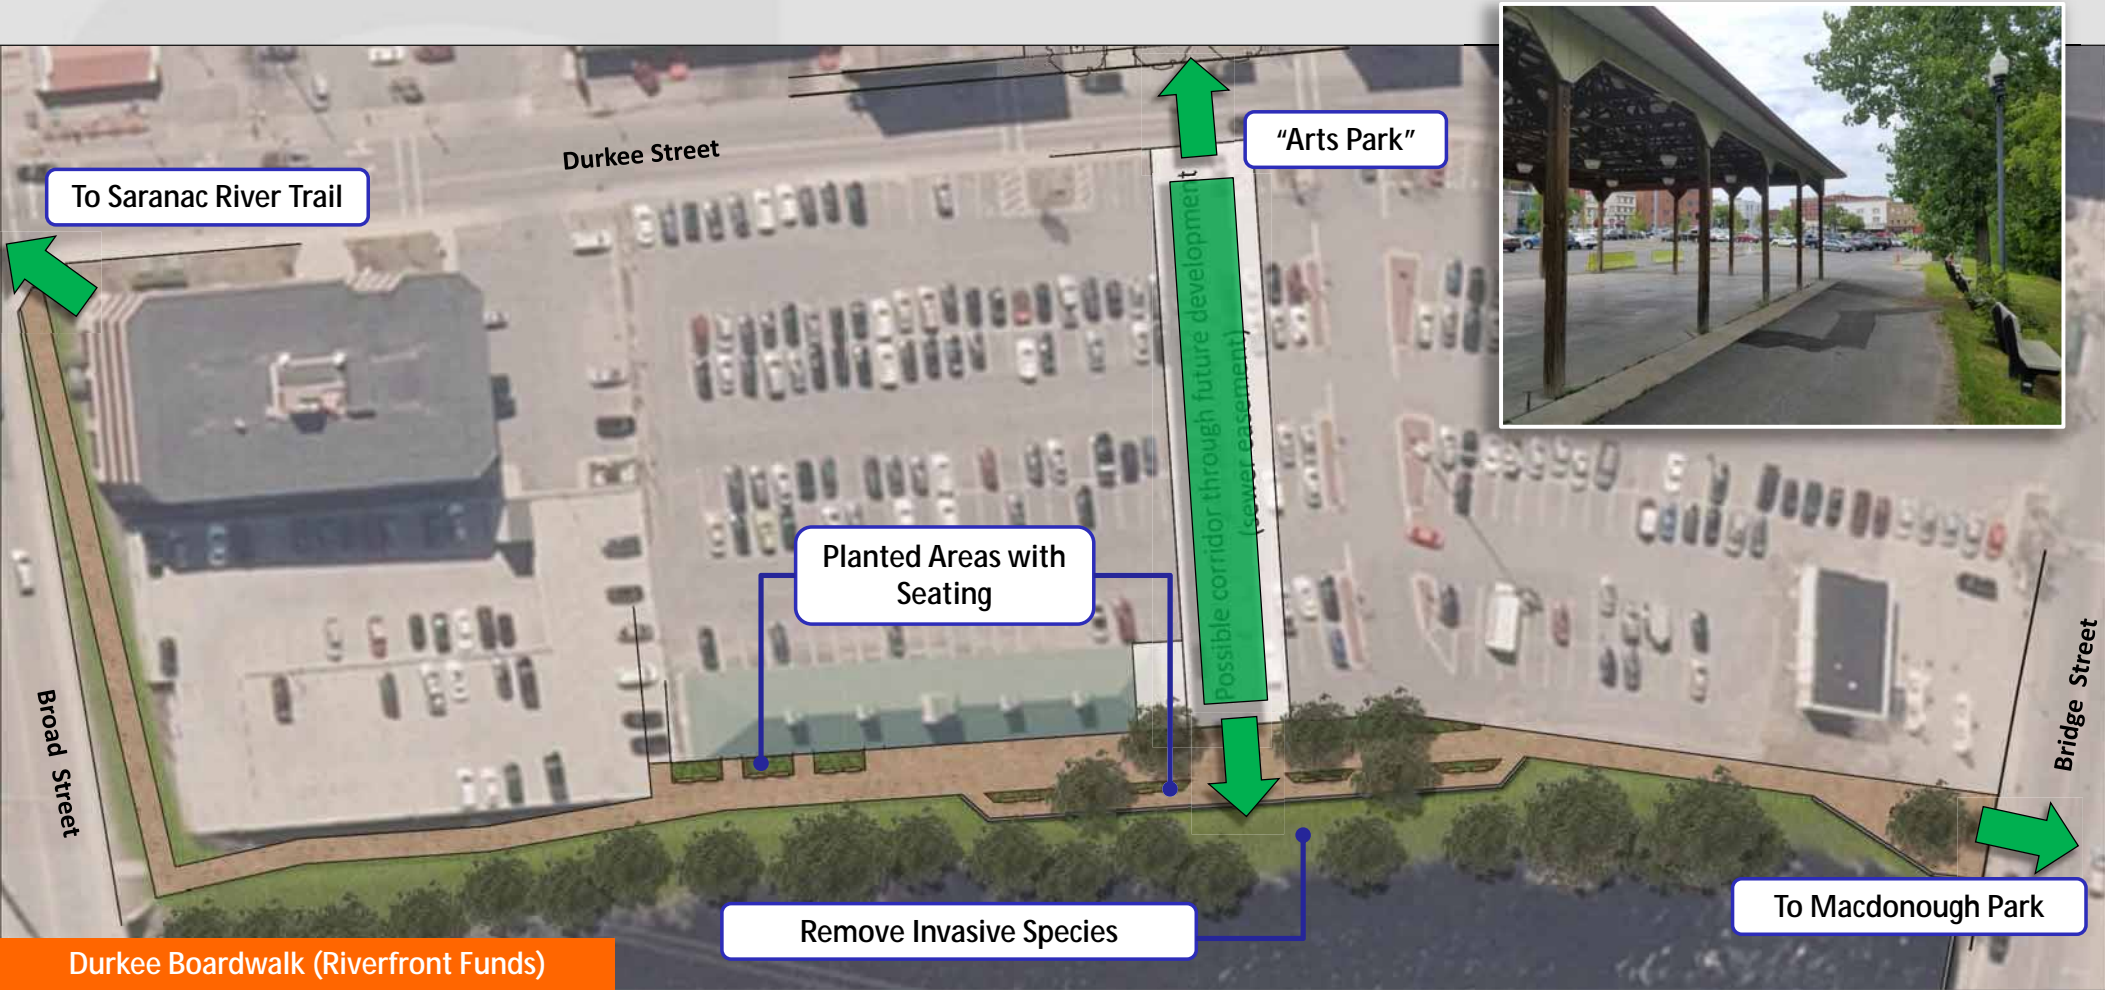 Durkee Street
"Arts Park"
To Saranac River Trail
Possible corridor through future development
(sewer easement)
Planted Areas with
Seating
Broad Street
Bridge Street
To Macdonough Park
Remove Invasive Species
Durkee Boardwalk (Riverfront Funds)